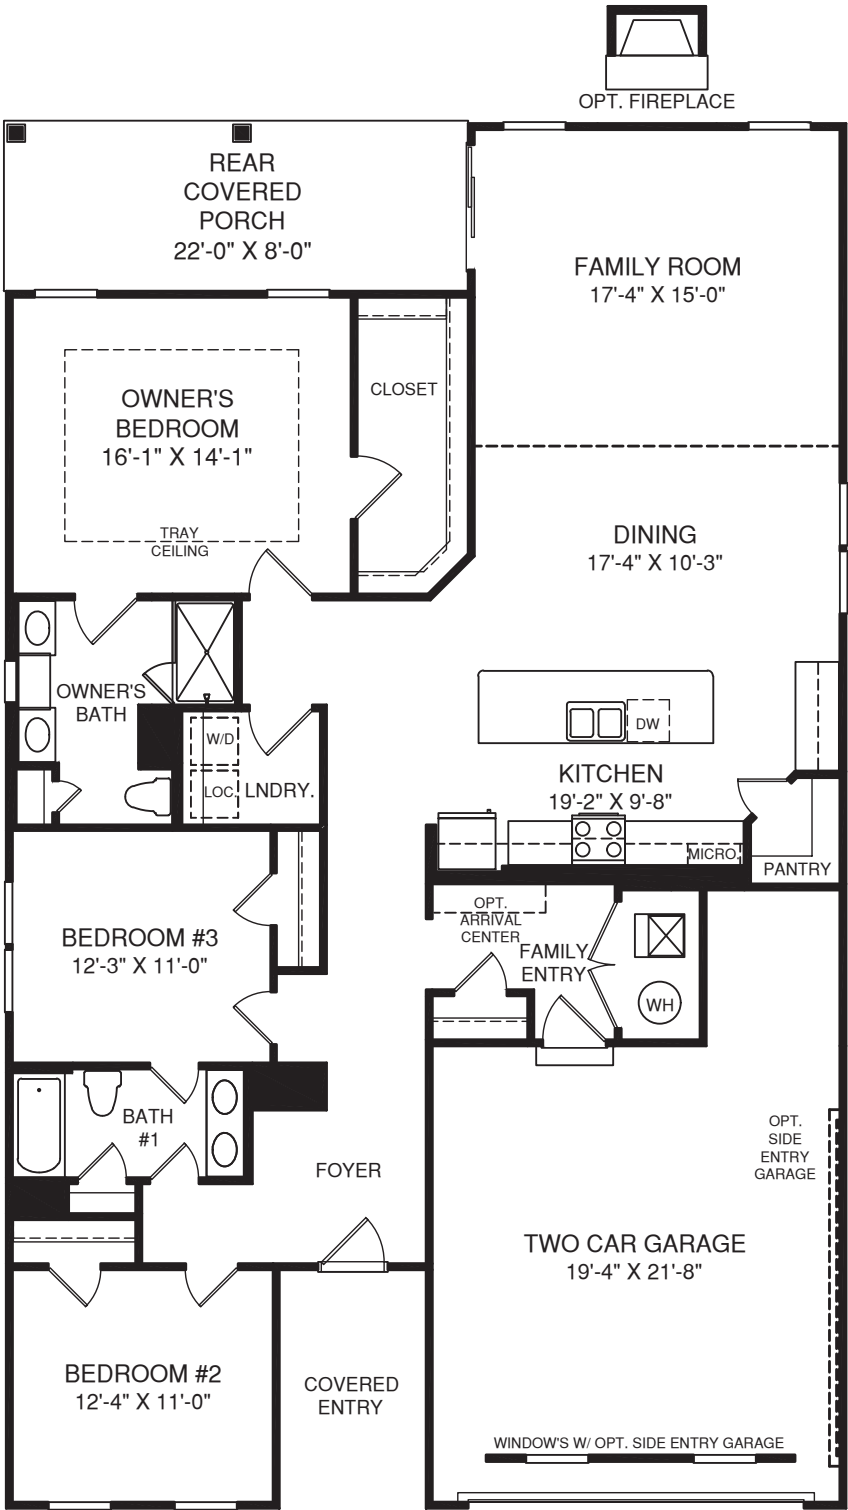 OPT. FIREPLACE
REAR
COVERED
PORCH
22'-0" X 8'-0"
FAMILY ROOM
17'-4" X 15'-0"
CLOSET
OWNER'S
BEDROOM
16'-1" X 14'-1"
TRAY
CEILING
DINING
17'-4" X 10'-3"
OWNER'S
BATH
W/D
LOC.
LNDRY.
DW
KITCHEN
19'-2" X 9'-8"
MICRO.
PANTRY
OPT.
ARRIVAL
CENTER
FAMILY
ENTRY
WH
BEDROOM #3
12'-3" X 11'-0"
BATH
#1
FOYER
OPT.
SIDE
ENTRY
GARAGE
TWO CAR GARAGE
19'-4" X 21'-8"
BEDROOM #2
12'-4" X 11'-0"
COVERED
ENTRY
WINDOW'S W/ OPT. SIDE ENTRY GARAGE